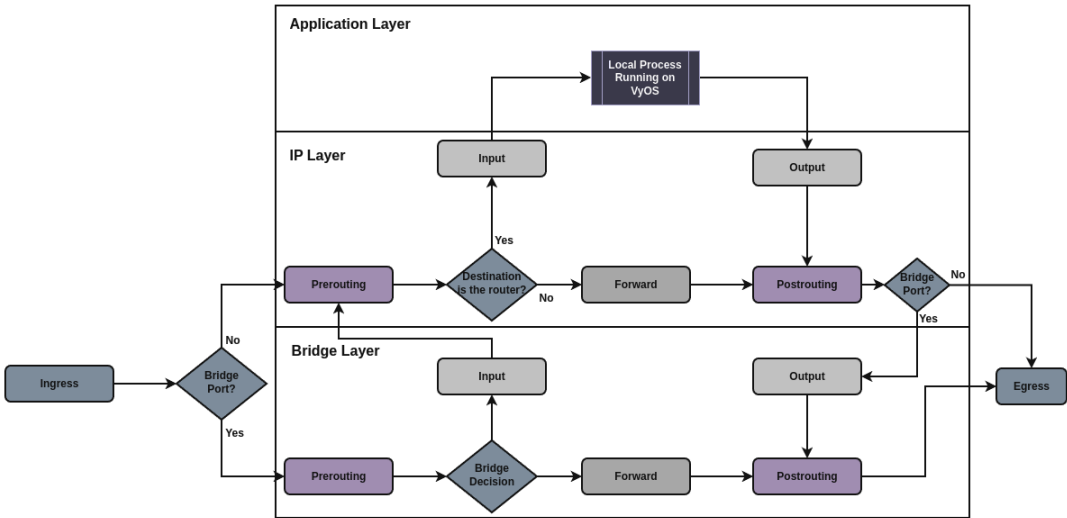 Application Layer
Local Process
Running on
VyOS
IP Layer
Input
Output
Yes
Prerouting
Destination
is the router?
No
Forward
Postrouting
Bridge
Port?
No
Yes
Bridge Layer
No
Ingress
Bridge
Port?
Yes
Input
Output
Egress
Prerouting
Bridge
Decision
Forward
Postrouting